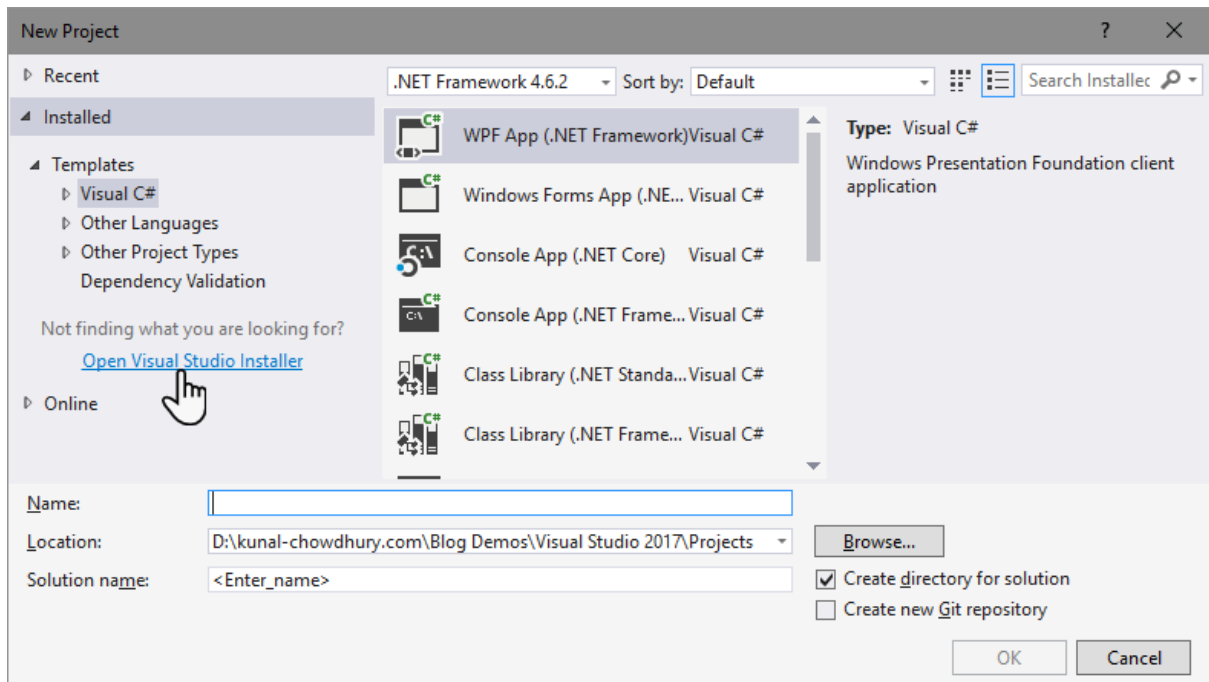 New Project
?
Recent
Installed
Templates
Visual C#
Other Languages
Other Project Types
Dependency Validation
Not finding what you are looking for?
Open Visual Studio Installer
Online
.NET Framework 4.6.2
Sort by: Default
Search Installed
C# WPF App (.NET Framework) Visual C#
C# Windows Forms App (.NE... Visual C#
C:\ Console App (.NET Core) Visual C#
C# C:\ Console App (.NET Frame... Visual C#
C# Class Library (.NET Standa... Visual C#
C# Class Library (.NET Frame... Visual C#
Type: Visual C#
Windows Presentation Foundation client
application
Name:
Location: D:\kunal-chowdhury.com\Blog Demos\Visual Studio 2017\Projects
Browse...
Solution name: <Enter_name>
Create directory for solution
Create new Git repository
OK
Cancel